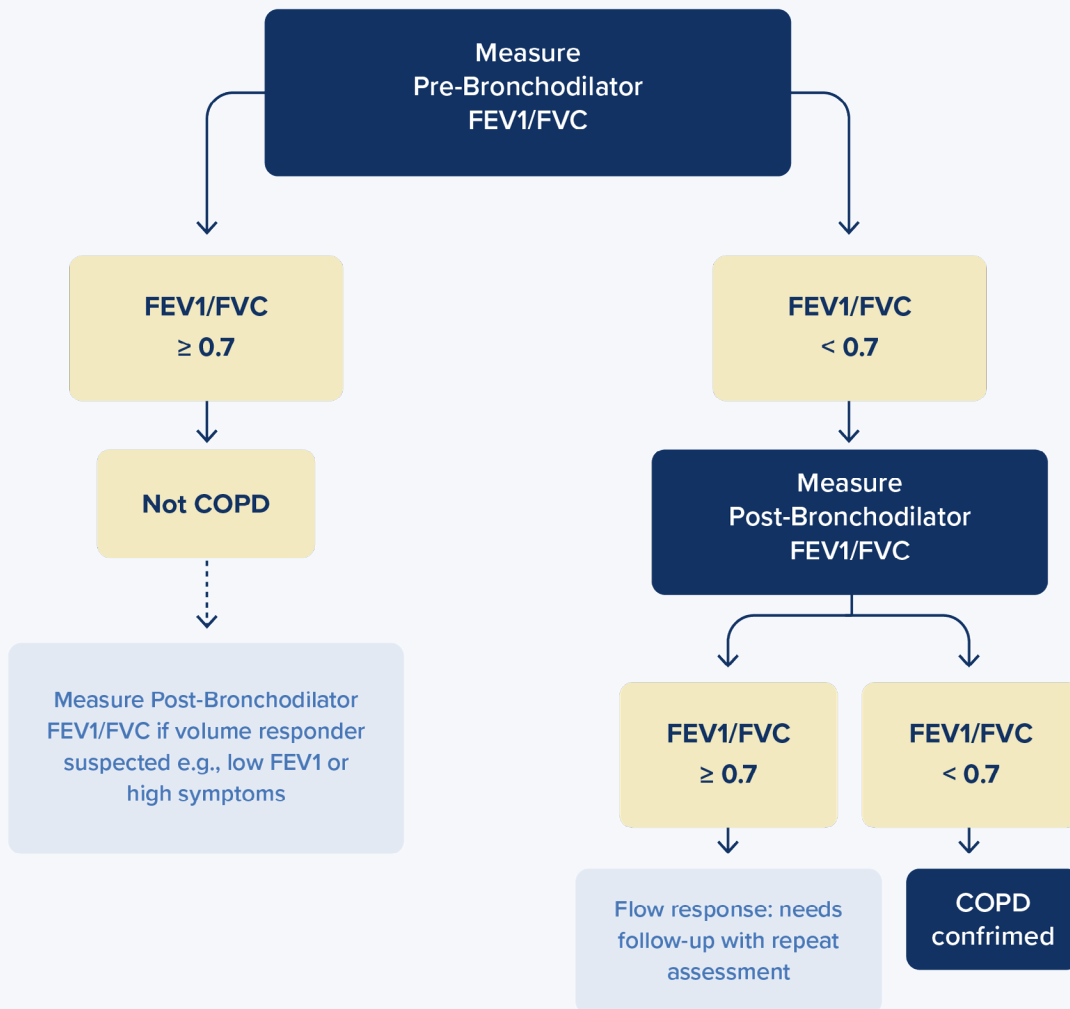 Measure
Pre-Bronchodilator
FEV1/FVC
FEV1/FVC
≥ 0.7
FEV1/FVC
< 0.7
Not COPD
Measure
Post-Bronchodilator
FEV1/FVC
Measure Post-Bronchodilator
FEV1/FVC if volume responder
suspected e.g., low FEV1 or
high symptoms
FEV1/FVC
≥ 0.7
FEV1/FVC
< 0.7
Flow response: needs
follow-up with repeat
assessment
COPD
confrimed